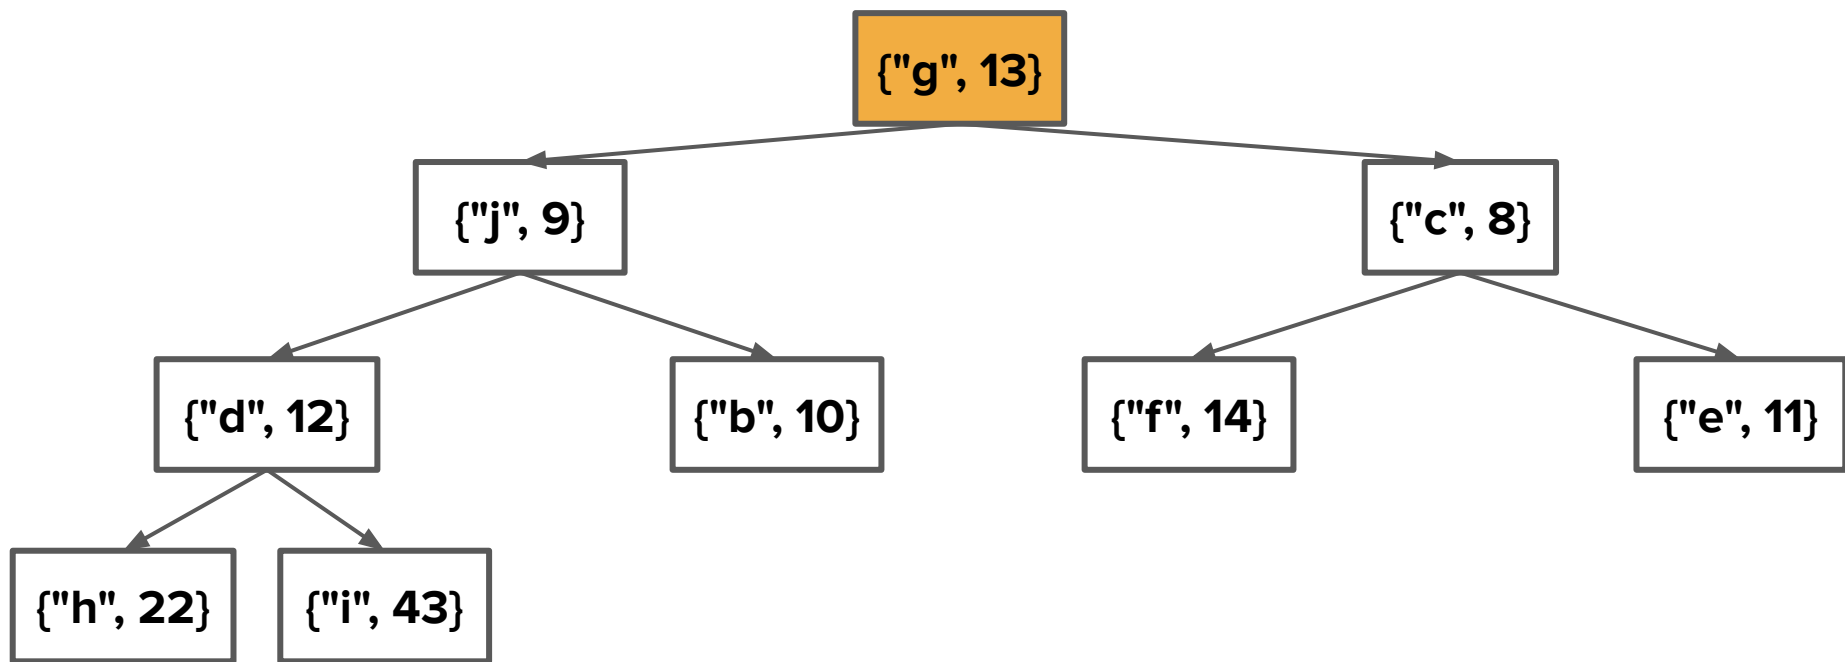 {"g", 13}
{"j", 9}
{"c", 8}
{"d", 12}
{"b", 10}
{"f", 14}
{"e", 11}
{"h", 22}
{"i", 43}